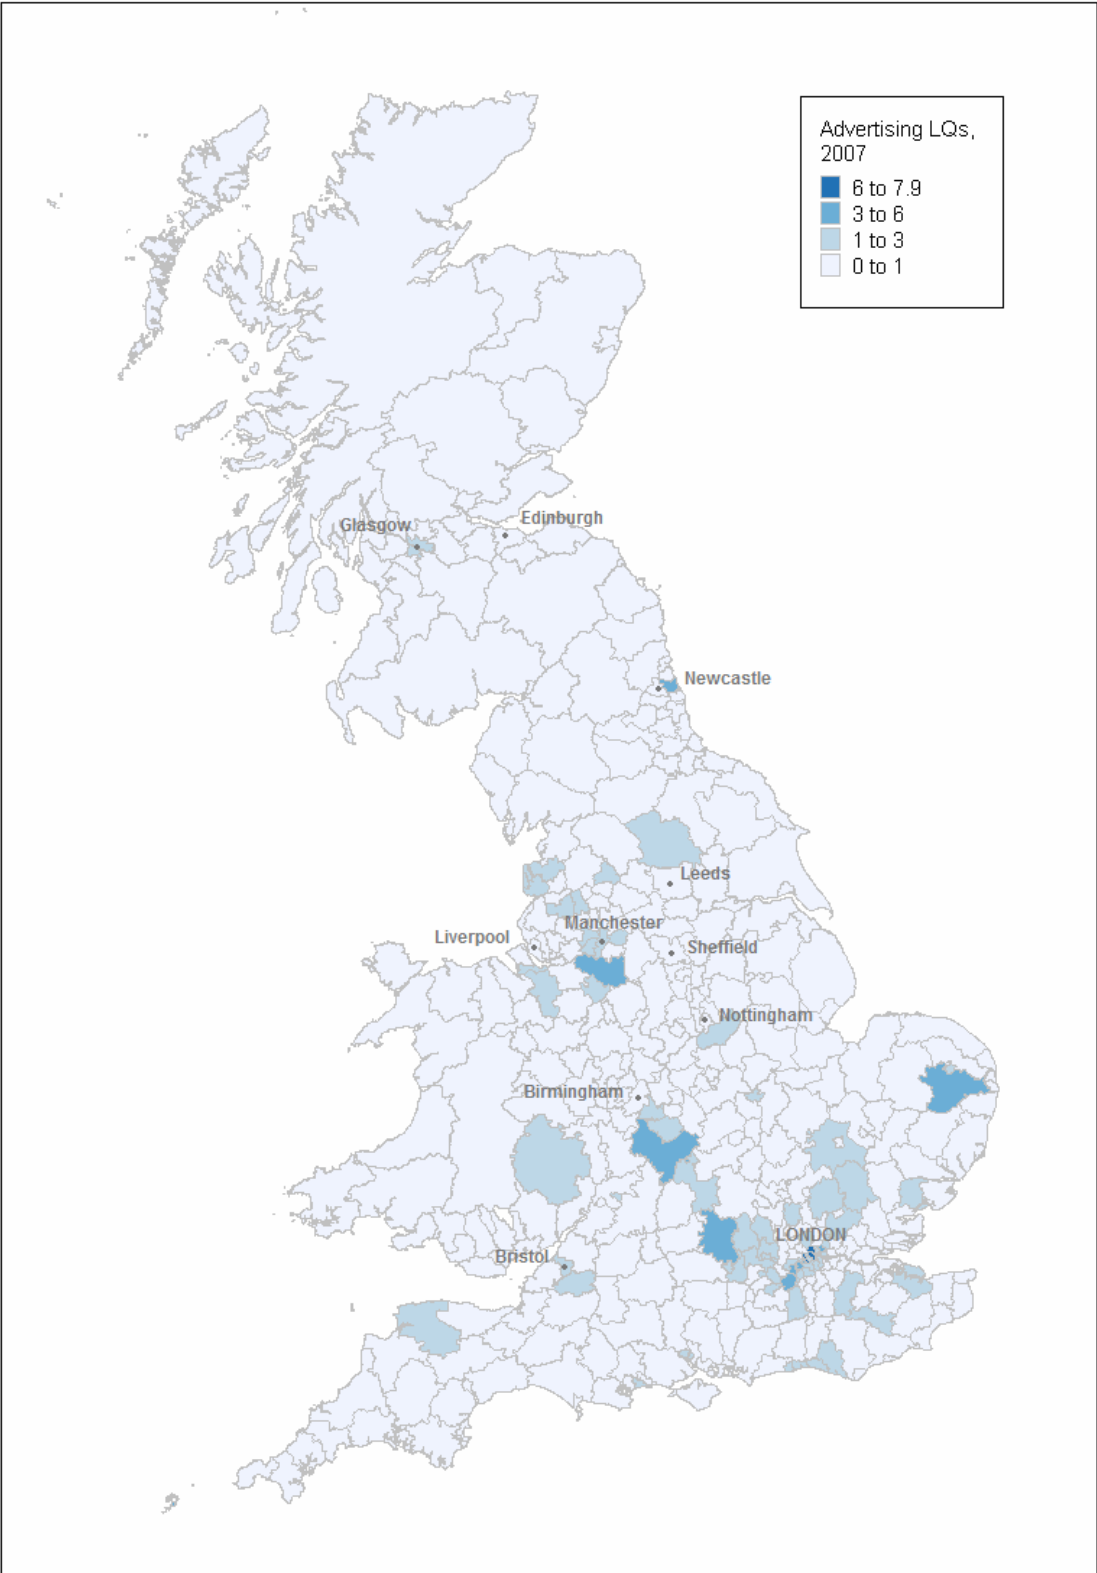 Advertising LQs,
2007
6 to 7.9
3 to 6
1 to 3
0 to 1
Glasgow
Edinburgh
Newcastle
Leeds
Manchester
Liverpool
Sheffield
Nottingham
Birmingham
LONDON
Bristol